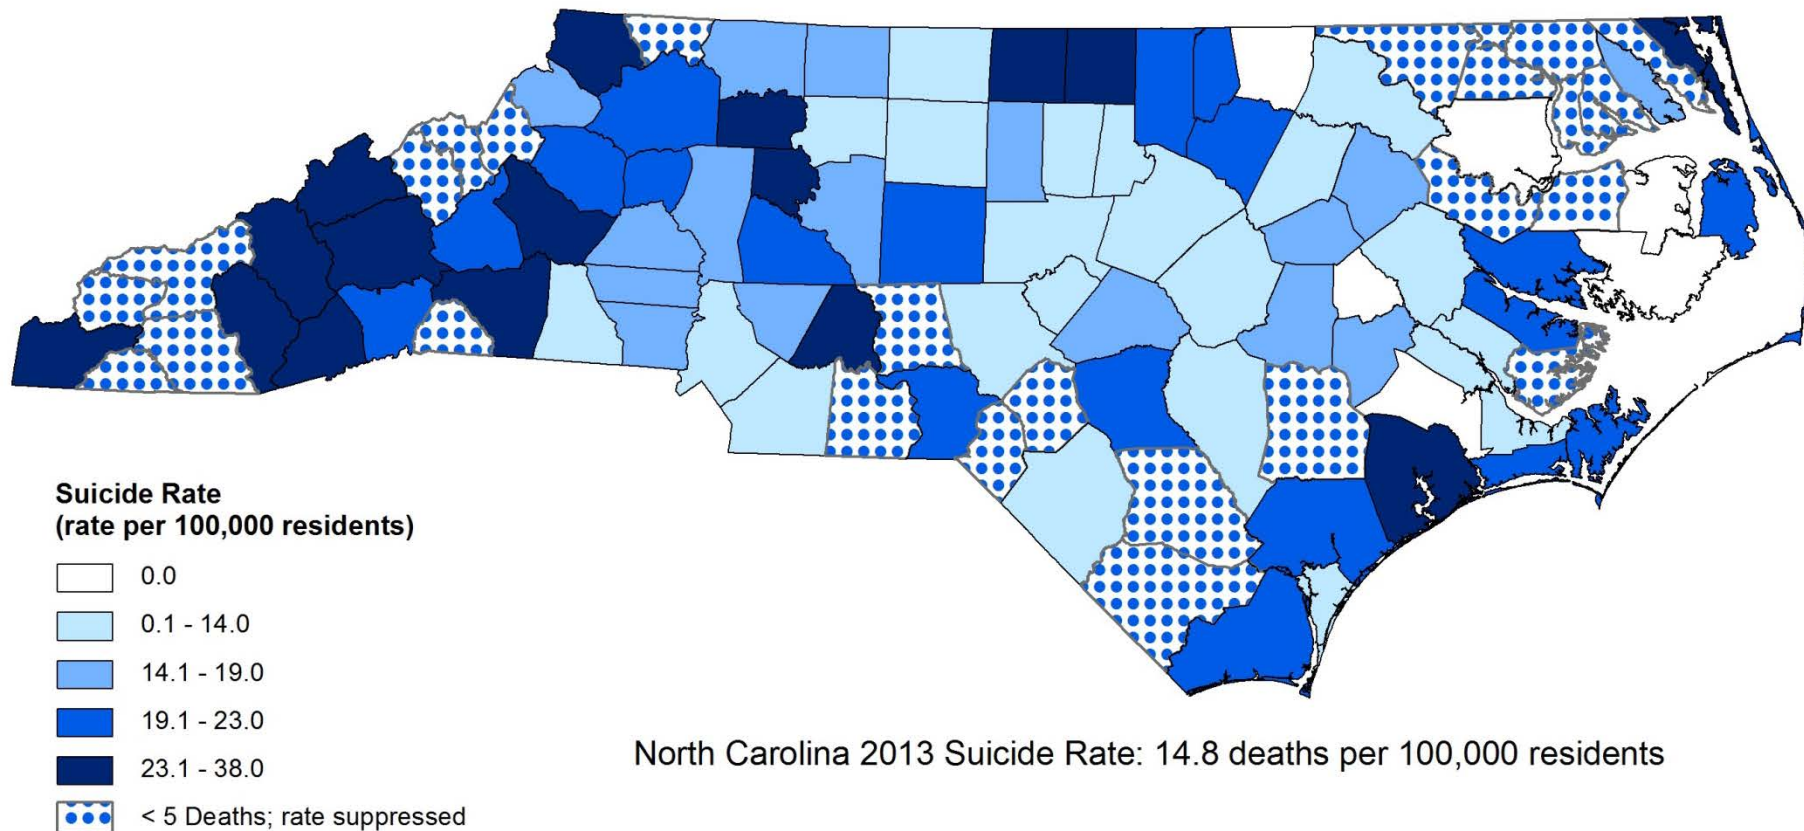 Suicide Rate
(rate per 100,000 residents)
0.0
0.1 - 14.0
14.1 - 19.0
19.1 - 23.0
23.1 - 38.0
< 5 Deaths; rate suppressed
North Carolina 2013 Suicide Rate: 14.8 deaths per 100,000 residents